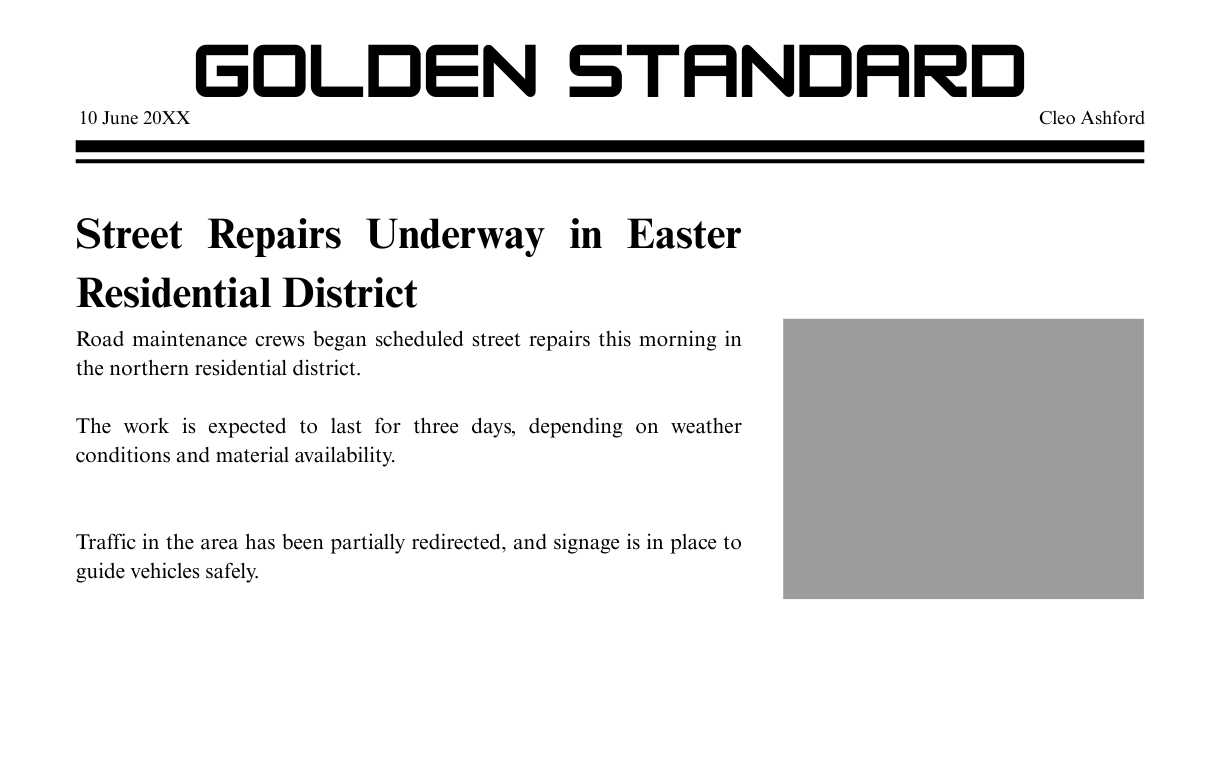 GOLDEN STANDARD
10 June 20XX
Cleo Ashford
Street Repairs Underway in Easter
Residential District
Road maintenance crews began scheduled street repairs this morning in
the northern residential district.
The work is expected to last for three days, depending on weather
conditions and material availability.
Traffic in the area has been partially redirected, and signage is in place to
guide vehicles safely.